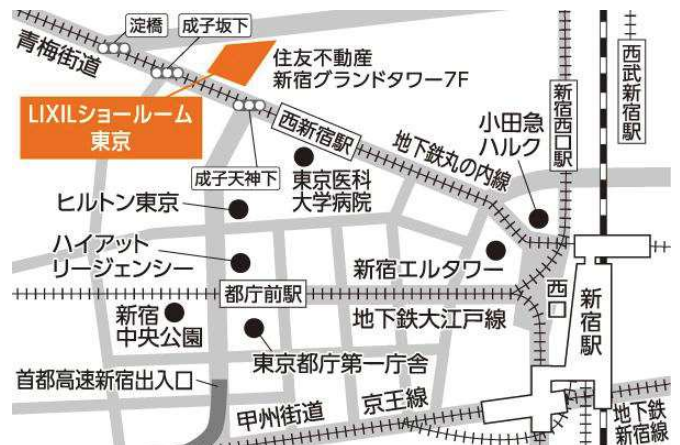 淀橋
成子坂下
青梅街道
住友不動産
新宿グランドタワー7F
LIXILショールーム
東京
成子天神下
西新宿駅
地下鉄丸の内線
小田急
ハルク
新宿西口駅
西武新宿駅
東京医科
大学病院
ヒルトン東京
ハイアット
リージェンシー
新宿エルタワー
都庁前駅
地下鉄大江戸線
西口
新宿駅
新宿
中央公園
東京都庁第一庁舎
首都高速新宿出入口
甲州街道
京王線
地下鉄
新宿線